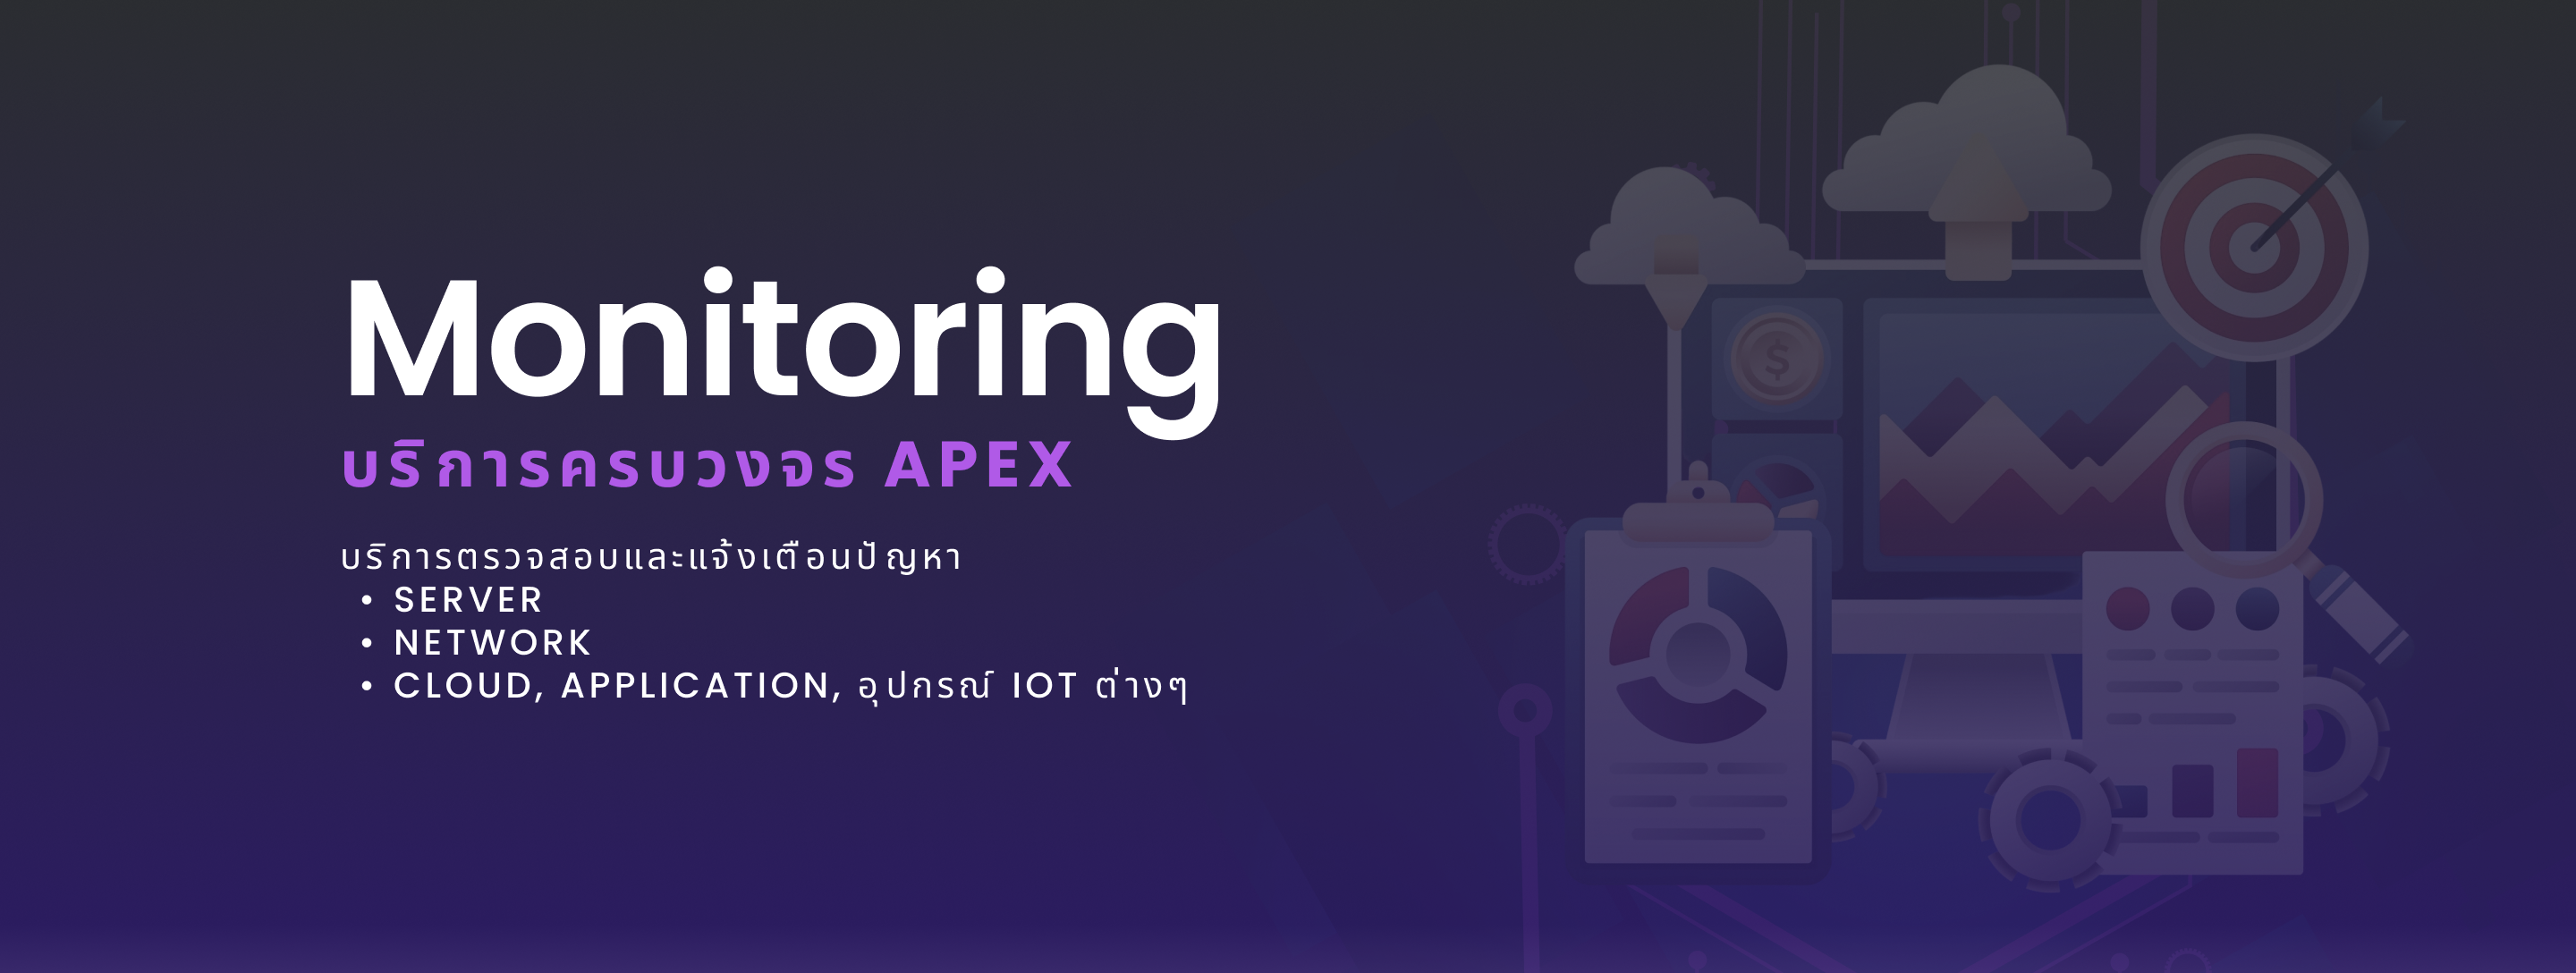 Monitoring
บริการครบวงจร APEX
บริการตรวจสอบและแจ้งเตือนปัญหา
• SERVER
• NETWORK
• CLOUD, APPLICATION, อุปกรณ์ IOT ต่างๆ
$